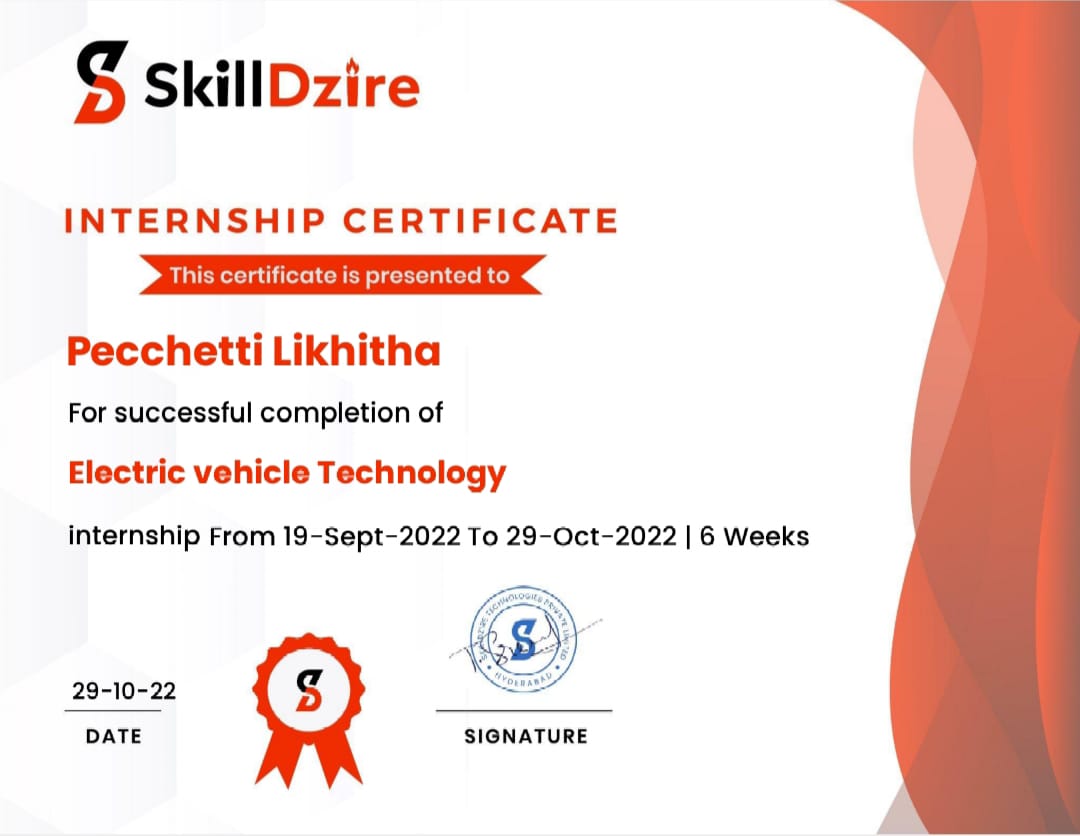 SkillDzire
INTERNSHIP CERTIFICATE
This certificate is presented to
Pecchetti Likhitha
For successful completion of
Electric vehicle Technology
internship From 19-Sept-2022 To 29-Oct-2022 | 6 Weeks
SKILLDZIRE TECHNOLOGIES PRIVATE LIMITED
HYDERABAD
29-10-22
DATE
SIGNATURE